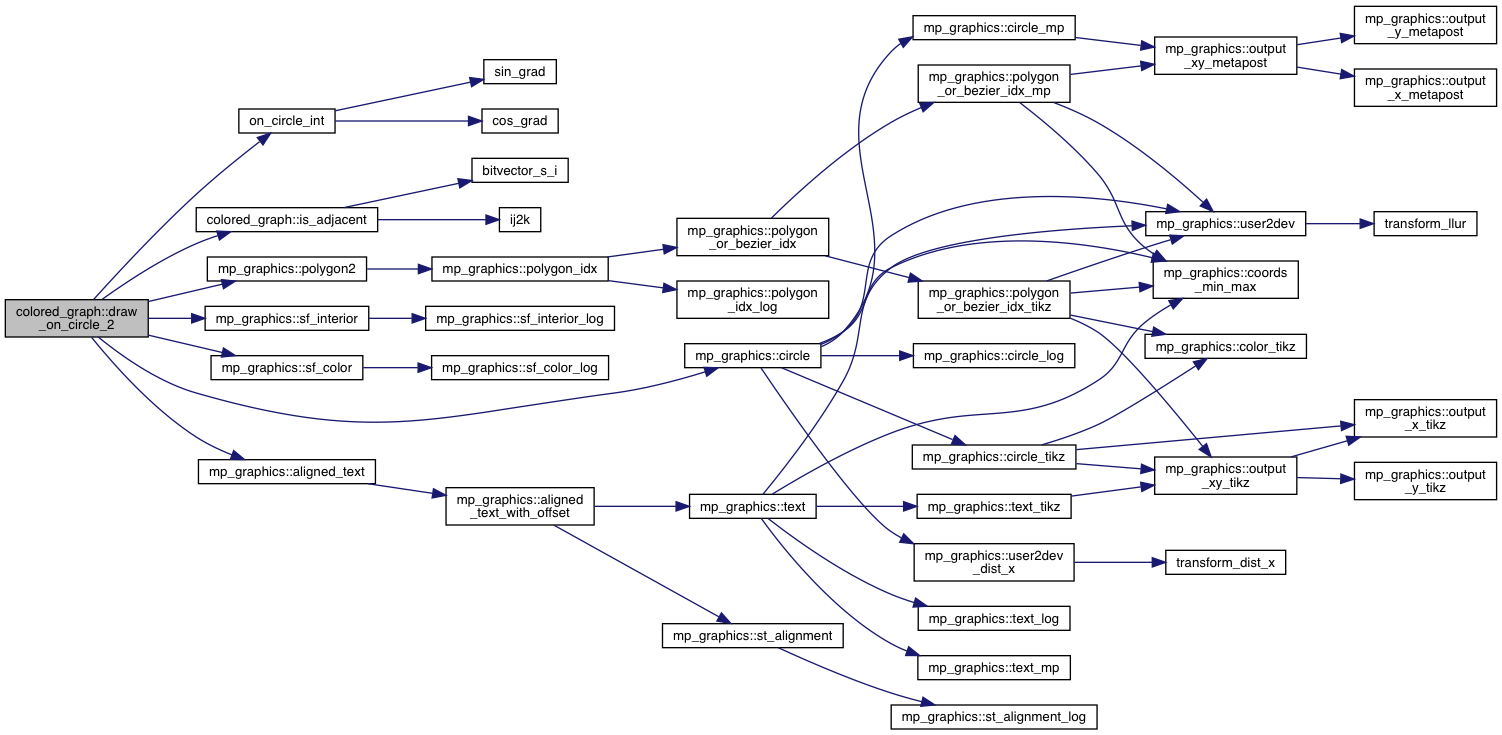 colored_graph::draw
_on_circle_2
on_circle_int
sin_grad
cos_grad
colored_graph::is_adjacent
bitvector_s_i
ij2k
mp_graphics::polygon2
mp_graphics::polygon_idx
mp_graphics::polygon
_or_bezier_idx
mp_graphics::polygon
_idx_log
mp_graphics::sf_interior
mp_graphics::sf_interior_log
mp_graphics::sf_color
mp_graphics::sf_color_log
mp_graphics::aligned_text
mp_graphics::aligned
_text_with_offset
mp_graphics::circle
mp_graphics::text
mp_graphics::st_alignment
mp_graphics::circle_mp
mp_graphics::polygon
_or_bezier_idx_mp
mp_graphics::polygon
_or_bezier_idx_tikz
mp_graphics::circle_log
mp_graphics::circle_tikz
mp_graphics::text_tikz
mp_graphics::user2dev
_dist_x
mp_graphics::text_log
mp_graphics::text_mp
mp_graphics::st_alignment_log
mp_graphics::output
_xy_metapost
mp_graphics::user2dev
mp_graphics::coords
_min_max
mp_graphics::color_tikz
mp_graphics::output
_xy_tikz
transform_dist_x
mp_graphics::output
_y_metapost
mp_graphics::output
_x_metapost
transform_llur
mp_graphics::output
_x_tikz
mp_graphics::output
_y_tikz